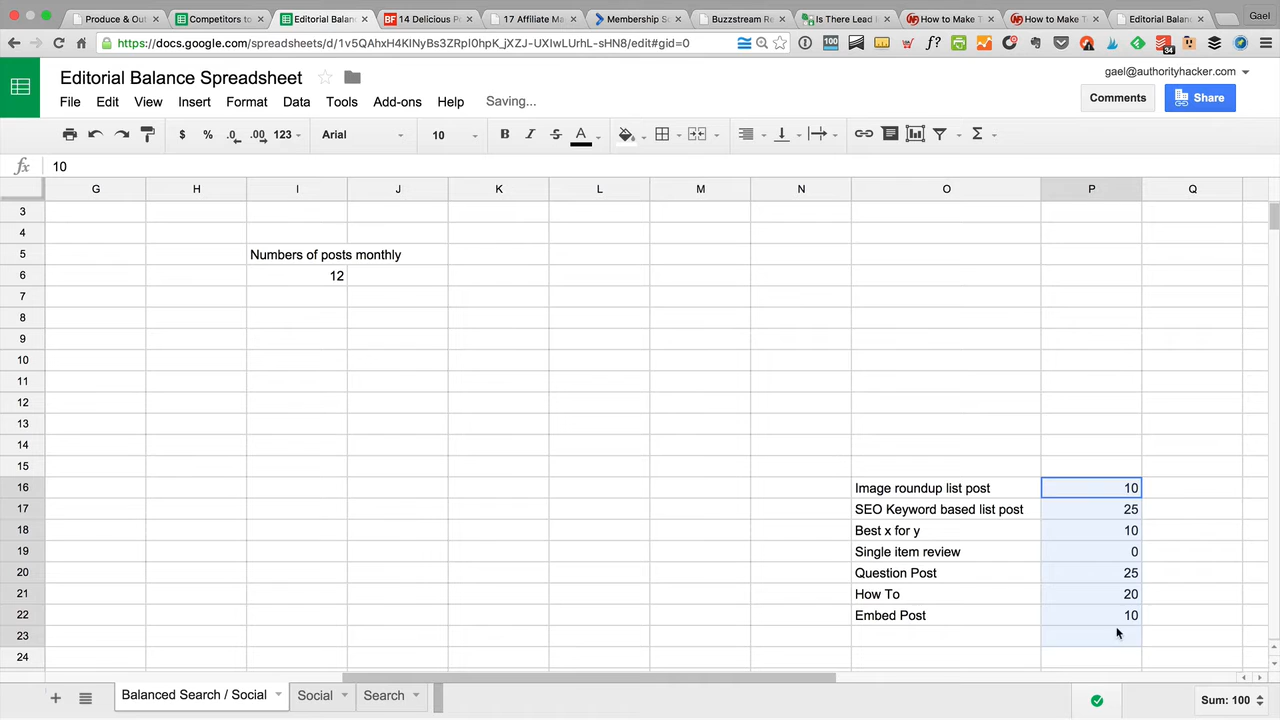 Produce & Ou
Competitors to
Editorial Balan
14 Delicious Po
17 Affiliate Ma
Membership So
Buzzstream Re
Is There Lead
How to Make T
How to Make T
Editorial Balan
Gael
https://docs.google.com/spreadsheets/d/1v5QAhxH4KlNyBs3ZRpI0hpK_jXZJ-UXIwLUrhL-sHN8/edit#gid=0
100
34
Editorial Balance Spreadsheet
gael@authorityhacker.com
File Edit View Insert Format Data Tools Add-ons Help Saving...
Comments
Share
$ % .0 .00 123 Arial 10 B I S A Σ
fx 10
G H I J K L M N O P Q
3
4
5 Numbers of posts monthly
6 12
7
8
9
10
11
12
13
14
15
16 Image roundup list post 10
17 SEO Keyword based list post 25
18 Best x for y 10
19 Single item review 0
20 Question Post 25
21 How To 20
22 Embed Post 10
23
24
+ Balanced Search / Social Social Search Sum: 100